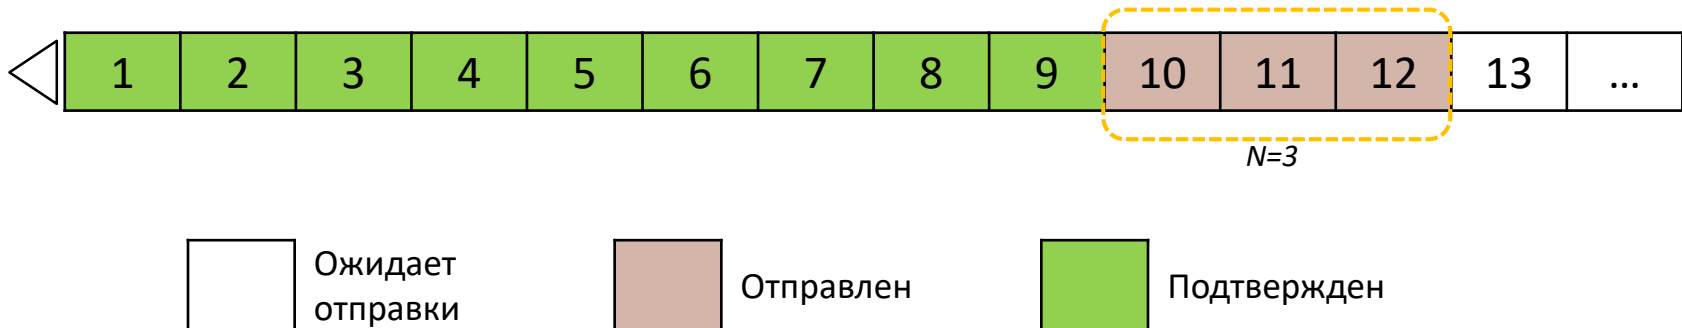 1 2 3 4 5 6 7 8 9 10 11 12 13 ...
N=3
Ожидает
отправки
Отправлен
Подтвержден